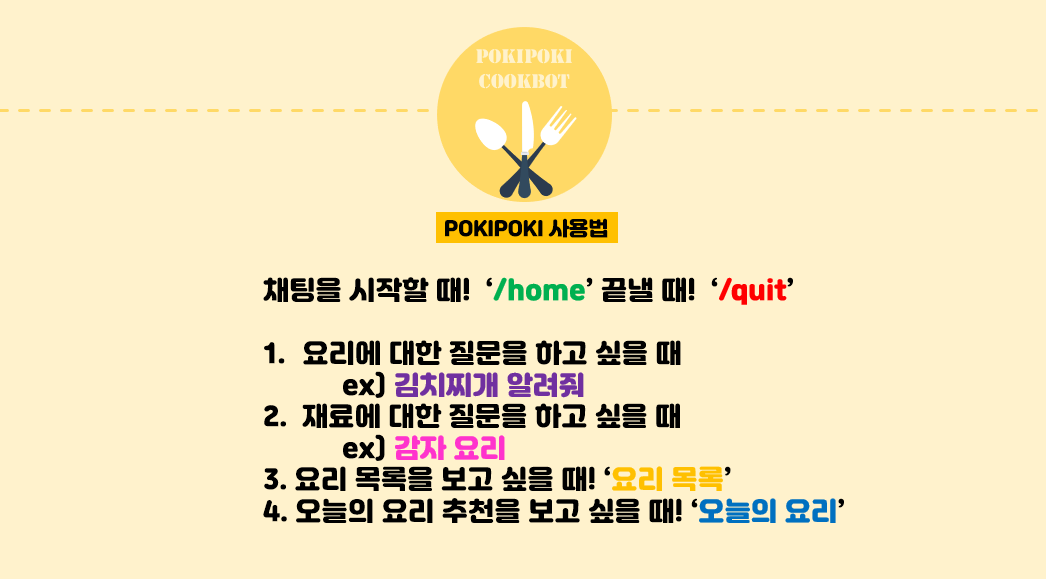 POKIPOKI
COOKBOT
POKIPOKI 사용법
채팅을 시작할 때! ‘/home’ 끝낼 때! ‘/quit’
1. 요리에 대한 질문을 하고 싶을 때
ex) 김치찌개 알려줘
2. 재료에 대한 질문을 하고 싶을 때
ex) 감자 요리
3. 요리 목록을 보고 싶을 때! ‘요리 목록’
4. 오늘의 요리 추천을 보고 싶을 때! ‘오늘의 요리’